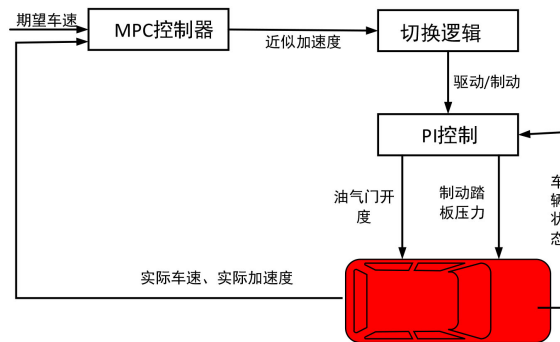 期望车速
MPC控制器
近似加速度
切换逻辑
驱动/制动
PI控制
油气门开
度
制动踏
板压力
车
辆
状
态
实际车速、实际加速度